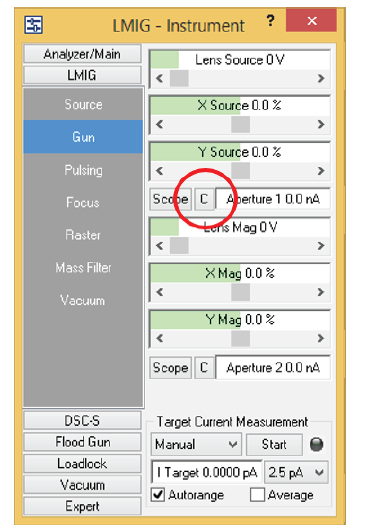 LMIG - Instrument ? ×
Analyzer/Main
LMIG
Source
Gun
Pulsing
Focus
Raster
Mass Filter
Vacuum
DSC-S
Flood Gun
Loadlock
Vacuum
Expert
Lens Source 0 V
X Source 0.0 %
Y Source 0.0 %
Scope C Aperture 1 0.0 nA
Lens Mag 0 V
X Mag 0.0 %
Y Mag 0.0 %
Scope C Aperture 2 0.0 nA
Target Current Measurement
Manual Start
I Target 0.0000 pA 2.5 pA
Autorange Average